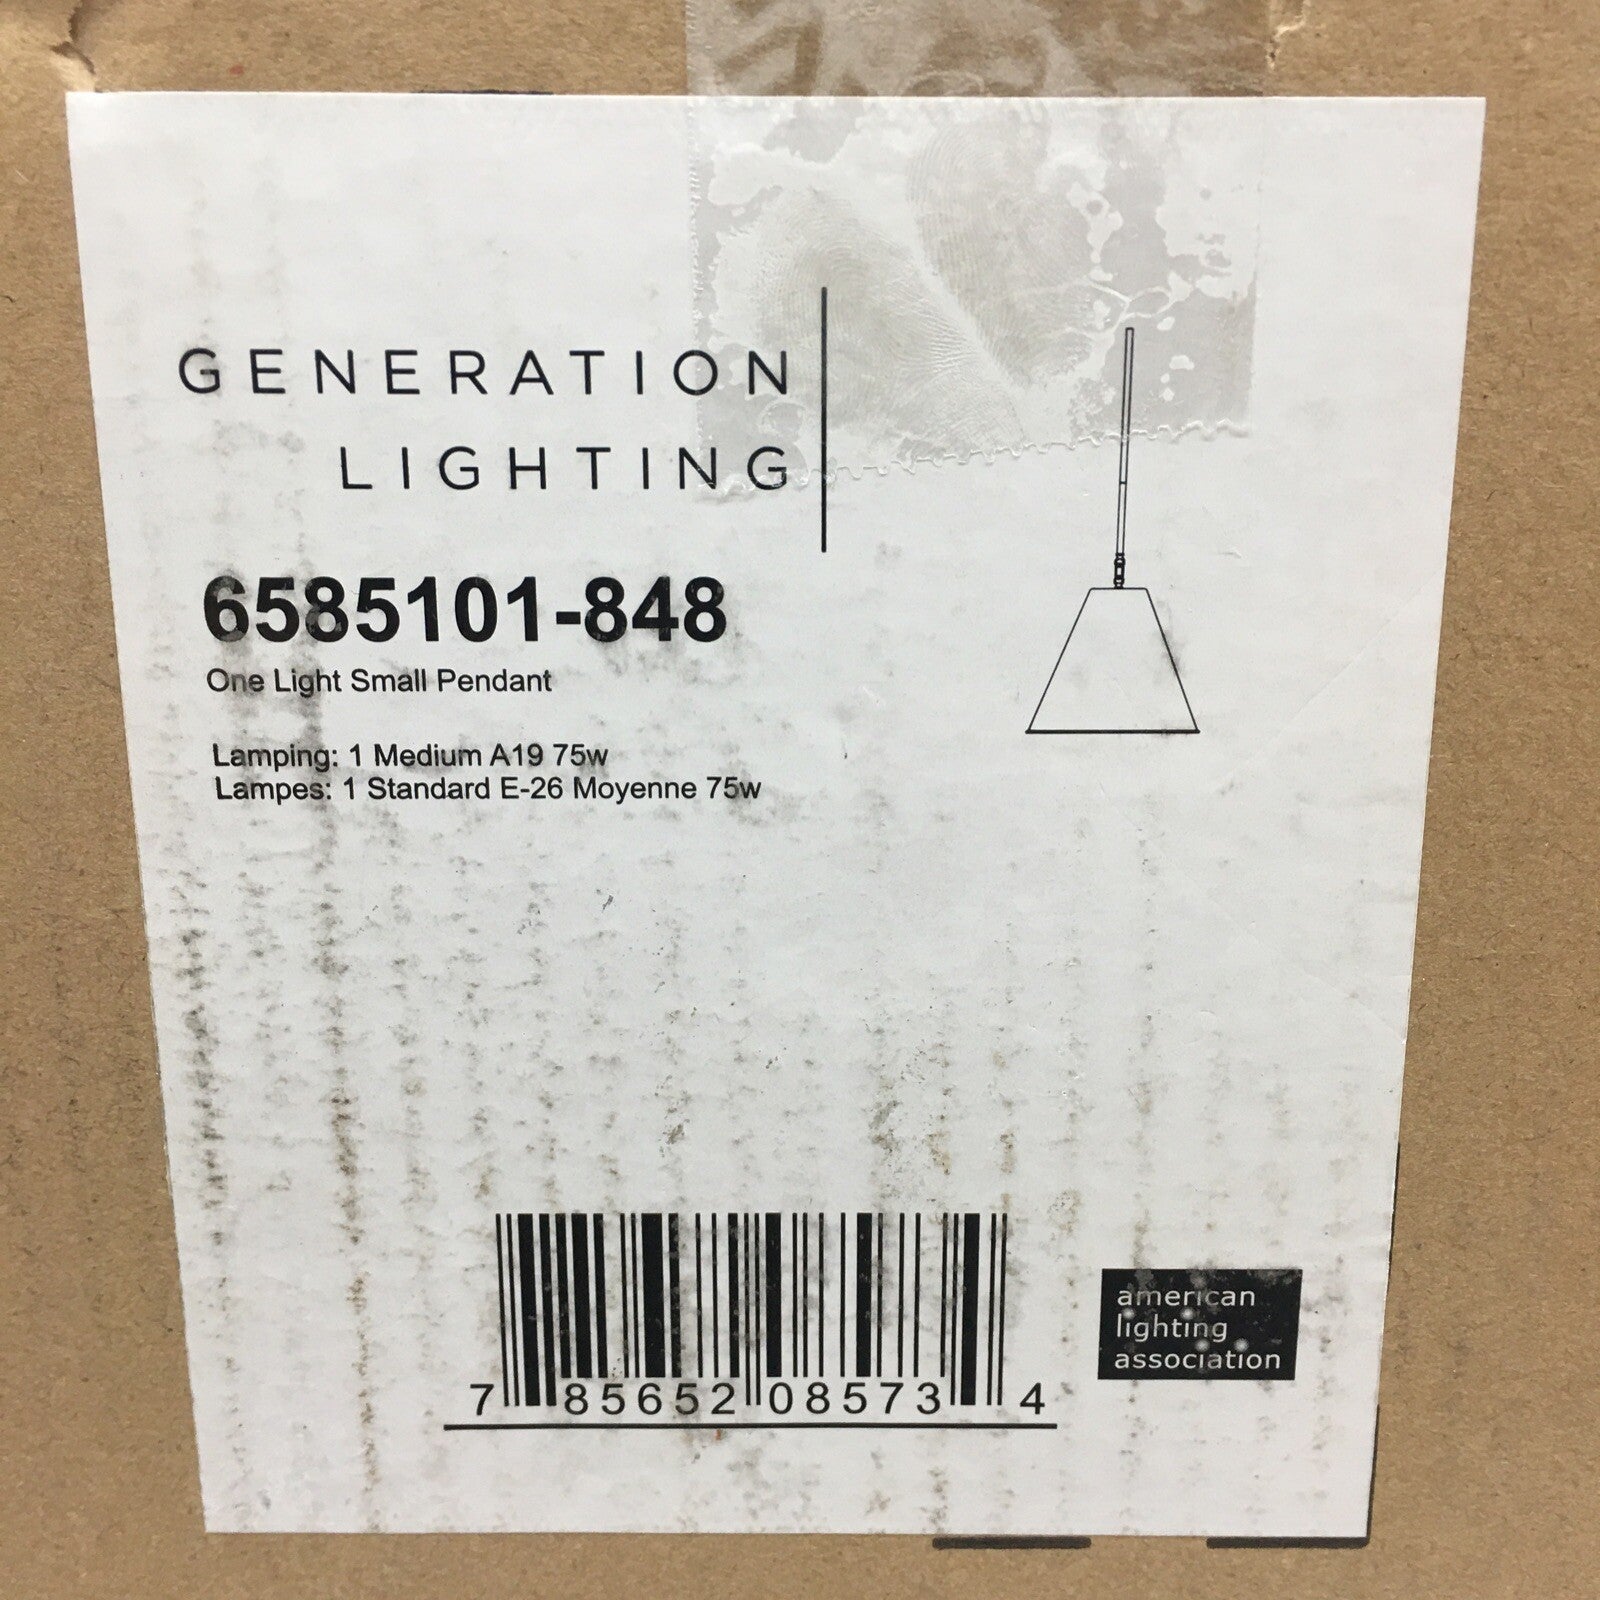 GENERATION
LIGHTING
6585101-848
One Light Small Pendant
Lamping: 1 Medium A19 75w
Lampes: 1 Standard E-26 Moyenne 75w
7 85652 08573 4
american
lighting
association